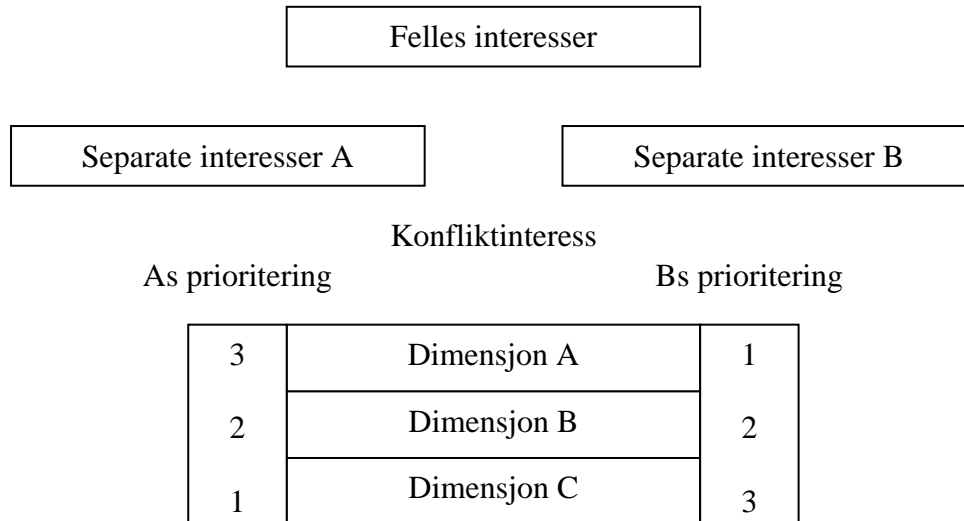 Felles interesser
Separate interesser A Separate interesser B
Konfliktinteress
As prioritering Bs prioritering
3 Dimensjon A 1
2 Dimensjon B 2
1 Dimensjon C 3